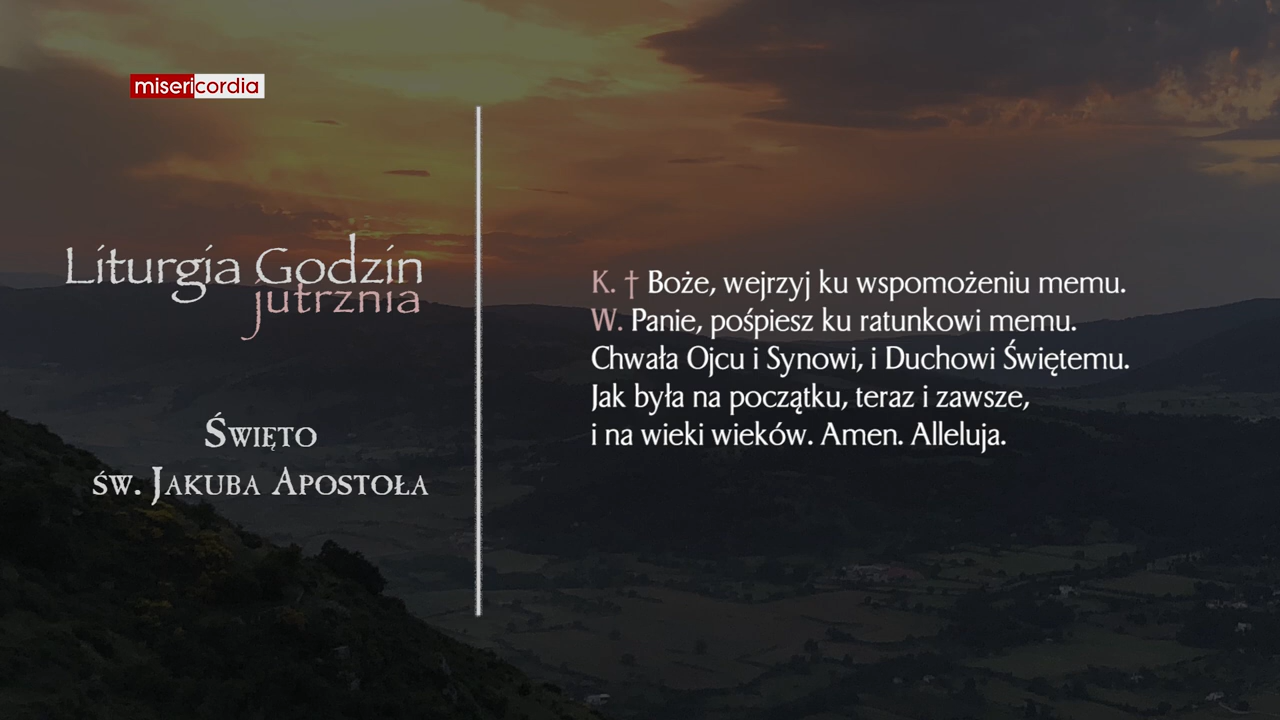 misericordia
Liturgia Godzin
jutrznia
Święto
św. Jakuba Apostoła
K. † Boże, wejrzyj ku wspomożeniu memu.
W. Panie, pośpiesz ku ratunkowi memu.
Chwała Ojcu i Synowi, i Duchowi Świętemu.
Jak była na początku, teraz i zawsze,
i na wieki wieków. Amen. Alleluja.